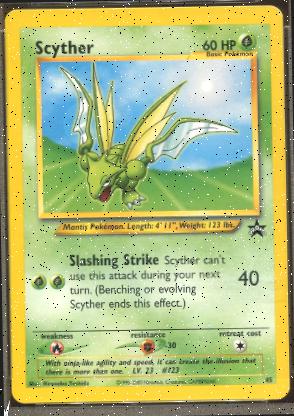 Scyther
60 HP
Basic Pokémon
Mantis Pokémon. Length: 4' 11", Weight: 123 lbs.
Slashing Strike Scyther can't
use this attack during your next
turn. (Benching or evolving
Scyther ends this effect.)
40
weakness
resistance
retreat cost
30
With ninja-like agility and speed, it can create the illusion that
there is more than one. LV. 23 #123
45